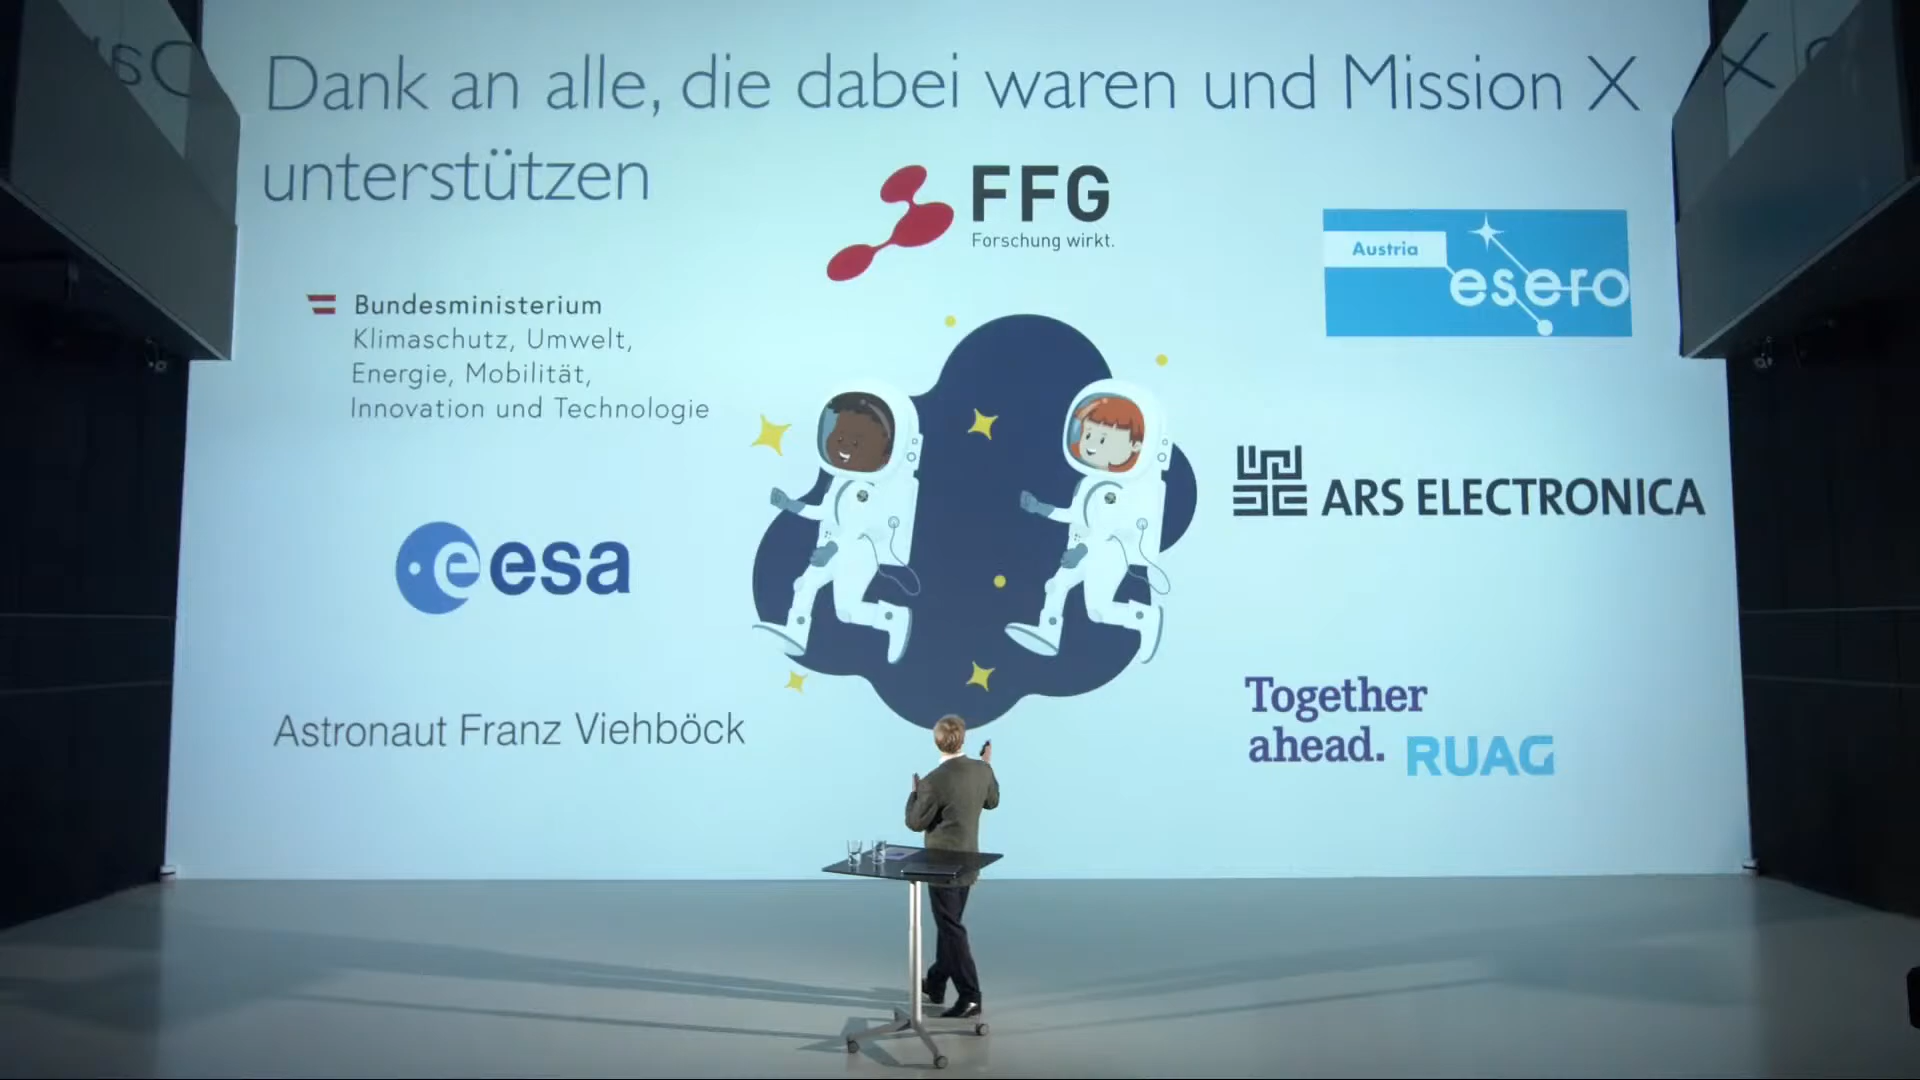 Dank an alle, die dabei waren und Mission X
unterstützen
FFG
Forschung wirkt.
Austria
esero
Bundesministerium
Klimaschutz, Umwelt,
Energie, Mobilität,
Innovation und Technologie
ARS ELECTRONICA
esa
Together
ahead. RUAG
Astronaut Franz Viehböck